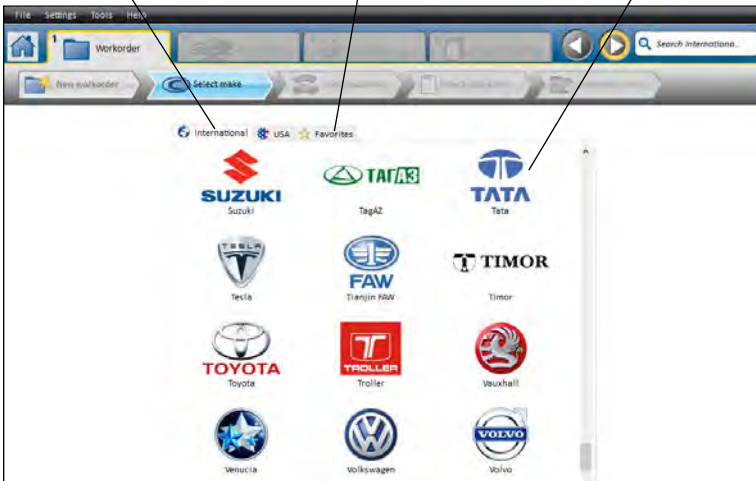 File Settings Tools Help
1 Workorder
Search Internationa...
New workorder
Select make
International USA Favorites
SUZUKI ТАГАЗ TATA
Suzuki TagAZ Tata
TESLA FAW TIMOR
Tesla Tianjin FAW Timor
TOYOTA TROLLER
Toyota Troller Vauxhall
VOLVO
Venucia Volkswagen Volvo